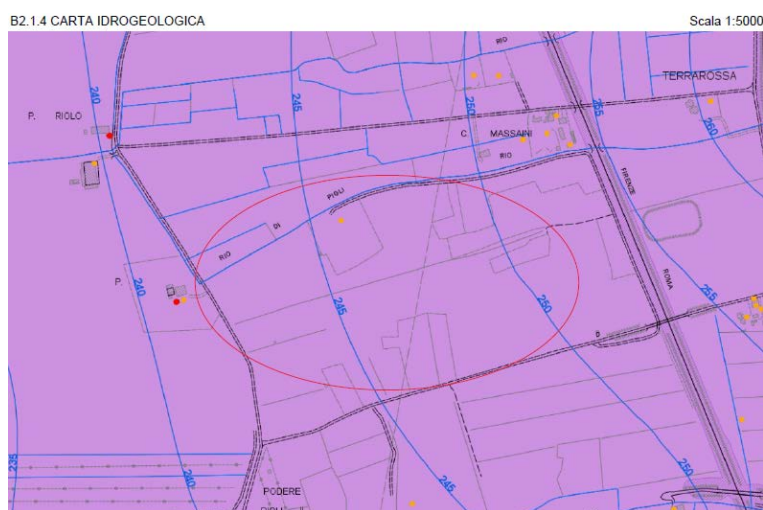 B2.1.4 CARTA IDROGEOLOGICA
Scala 1:5000
RIO
240
245
250
255
TERRAROSSA
P. RIOLO
C MASSAINI
260
RIO
FIRENZE
PIGLI
DI
RIO
C.
240
245
250
255
ROMA
235
240
245
250
PODERE